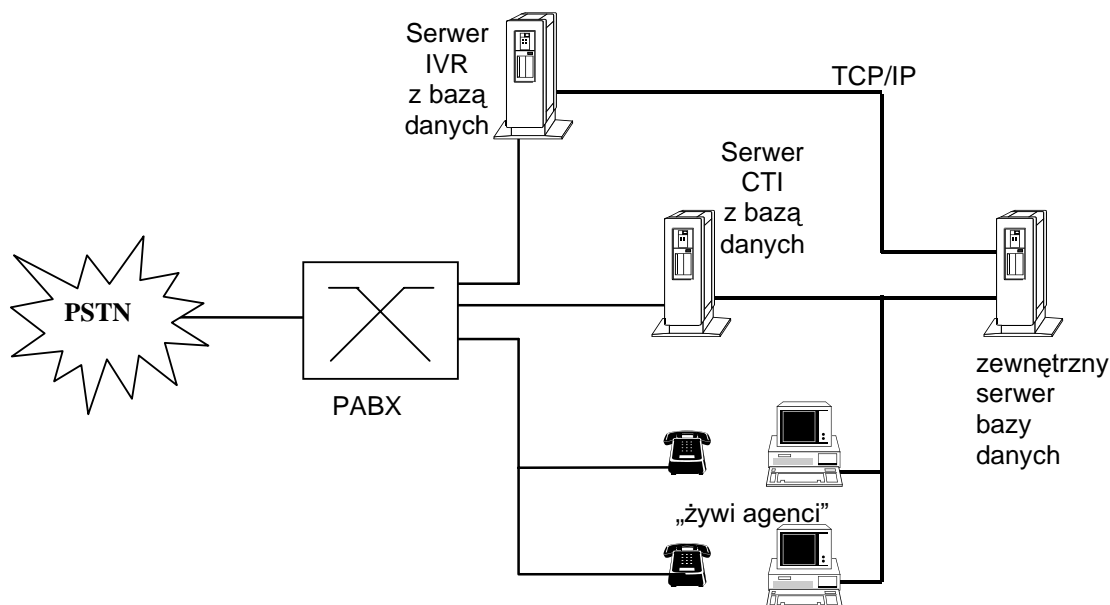 Serwer
IVR
z bazą
danych
TCP/IP
Serwer
CTI
z bazą
danych
PSTN
PABX
zewnętrzny
serwer
bazy
danych
„żywi agenci”